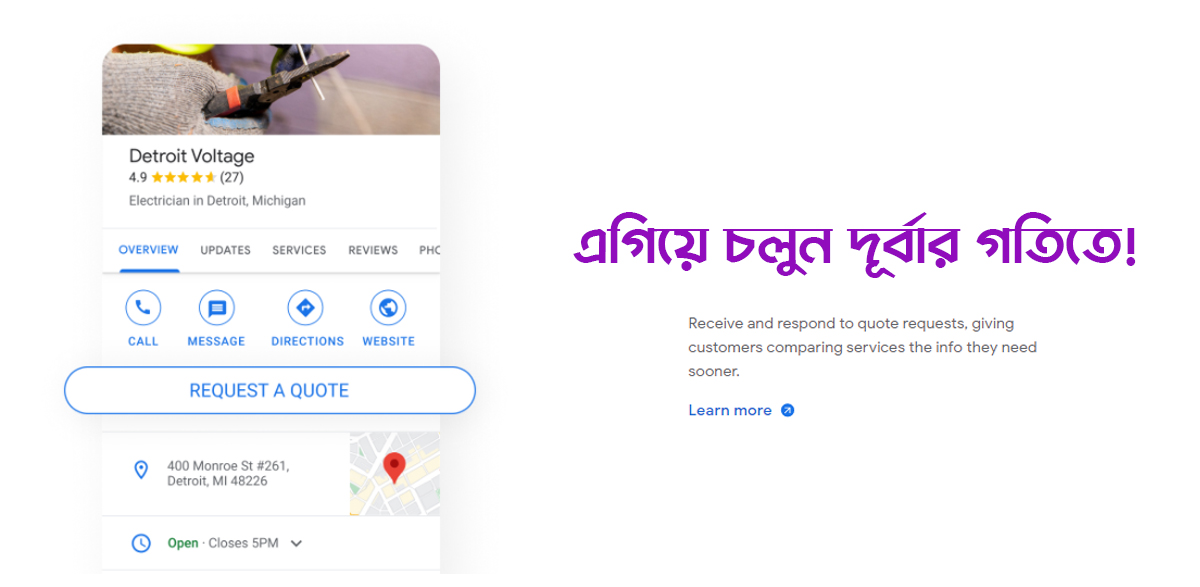 Detroit Voltage
4.9 (27)
Electrician in Detroit, Michigan
OVERVIEW UPDATES SERVICES REVIEWS PHO
CALL MESSAGE DIRECTIONS WEBSITE
REQUEST A QUOTE
400 Monroe St #261,
Detroit, MI 48226
Open · Closes 5PM
এগিয়ে চলুন দূর্বার গতিতে!
Receive and respond to quote requests, giving
customers comparing services the info they need
sooner.
Learn more